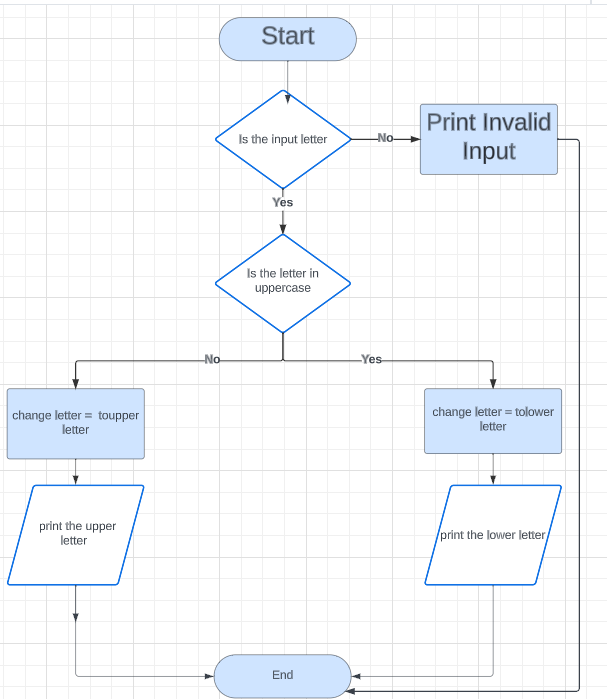 Start
Is the input letter
No
Print Invalid
Input
Yes
Is the letter in
uppercase
No
Yes
change letter = toupper
letter
change letter = tolower
letter
print the upper
letter
print the lower letter
End